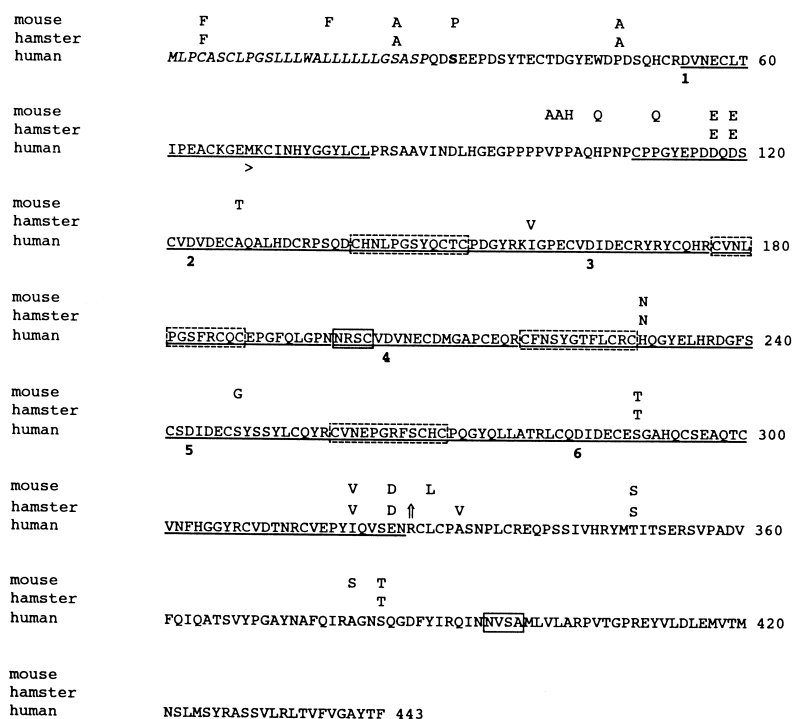 mouse F F A P A
hamster F A A
human MLPCASCLPGSLLLWALLLLLLGSASPQDSEEPDSYTECTDGYEWDPDSQHCRDVNECLT 60
1
mouse AAH Q Q E E
hamster E E
human IPEACKGEMKCINHYGGYLCLPRSAAVINDLHGEGPPPPVPPAQHPNPCPPGYEPDDQDS 120
>
mouse T
hamster V
human CVDVDECAQALHDCRPSQDCHNLPGSYQCTCPDGYRKIGPECVDIDECRYRYCQHRCVNL 180
2 3
mouse N
hamster N
human PGSFRCQCEPGFQLGPNNRSCVDVNECDMGAPCEQRCFNSYGTFLCRCHQGYELHRDGFS 240
4
mouse G T
hamster T
human CSDIDECSYSSYLCQYRCVNEPGRFSCHCPQGYQLLATRLCQDIDECESGAHQCSEAQTC 300
5 6
mouse V D L S
hamster V D ⇑ V S
human VNFHGGYRCVDTNRCVEPYIQVSENRCLCPASNPLCREQPSSIVHRYMTITSERSVPADV 360
mouse S T
hamster T
human FQIQATSVYPGAYNAFQIRAGNSQGDFYIRQINNVSAMLVLARPVTGPREYVLDLEMVTM 420
mouse
hamster
human NSLMSYRASSVLRLTVFVGAYTF 443